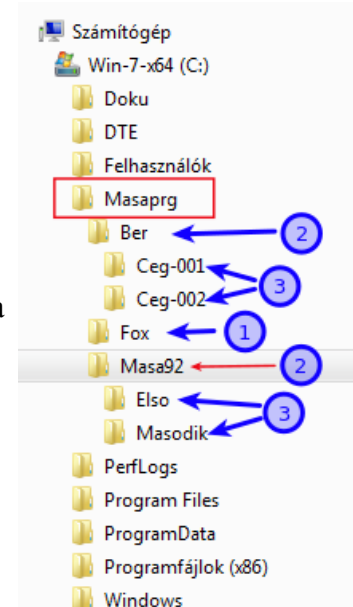 Számítógép
Win-7-x64 (C:)
Doku
DTE
Felhasználók
Masaprg
Ber 2
Ceg-001
3
Ceg-002
a
Fox 1
Masa92 2
Elso
3
Masodik
PerfLogs
Program Files
ProgramData
Programfájlok (x86)
Windows